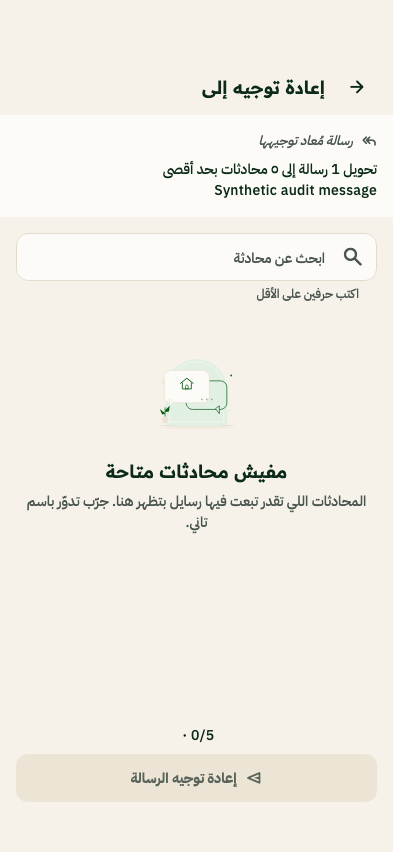 إعادة توجيه إلى
رسالة مُعاد توجيهها
تحويل 1 رسالة إلى ٥ محادثات بحد أقصى
Synthetic audit message
ابحث عن محادثة
اكتب حرفين على الأقل
مفيش محادثات متاحة
المحادثات اللي تقدر تبعت فيها رسايل بتظهر هنا. جرّب تدوّر باسم
تاني.
0/5 ·
إعادة توجيه الرسالة